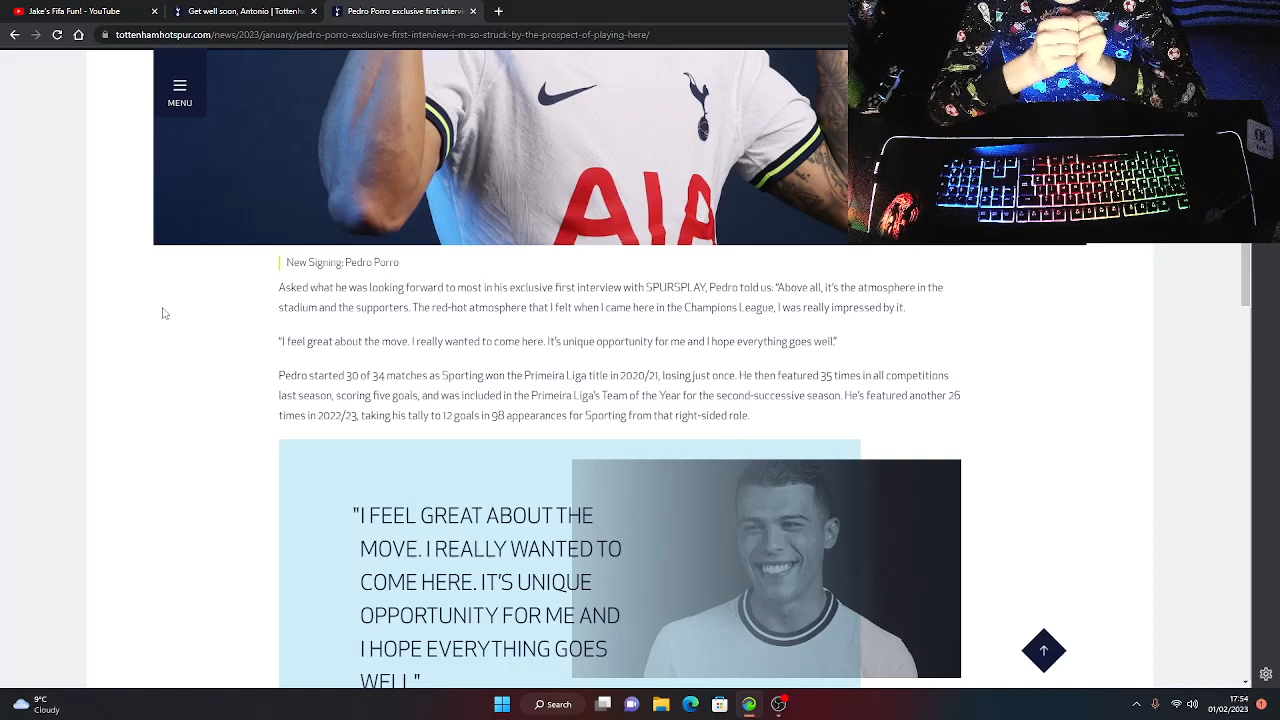 Jake's Fifa Fun! - YouTube
Get well soon, Antonio | Tottenh
Pedro Porro exclusive first interv
tottenhamhotspur.com/news/2023/january/pedro-porro-exclusive-first-interview-i-m-so-excited-by-the-prospect-of-playing-here/
MENU
AIA
New Signing: Pedro Porro
Asked what he was looking forward to most in his exclusive first interview with SPURSPLAY, Pedro told us: “Above all, it's the atmosphere in the
stadium and the supporters. The red-hot atmosphere that I felt when I came here in the Champions League, I was really impressed by it.
“I feel great about the move. I really wanted to come here. It's unique opportunity for me and I hope everything goes well.”
Pedro started 30 of 34 matches as Sporting won the Primeira Liga title in 2020/21, losing just once. He then featured 35 times in all competitions
last season, scoring five goals, and was included in the Primeira Liga's Team of the Year for the second-successive season. He's featured another 26
times in 2022/23, taking his tally to 12 goals in 98 appearances for Sporting from that right-sided role.
"I FEEL GREAT ABOUT THE
MOVE. I REALLY WANTED TO
COME HERE. IT'S UNIQUE
OPPORTUNITY FOR ME AND
I HOPE EVERYTHING GOES
WELL"
9°C
Cloudy
Search
17:54
01/02/2023